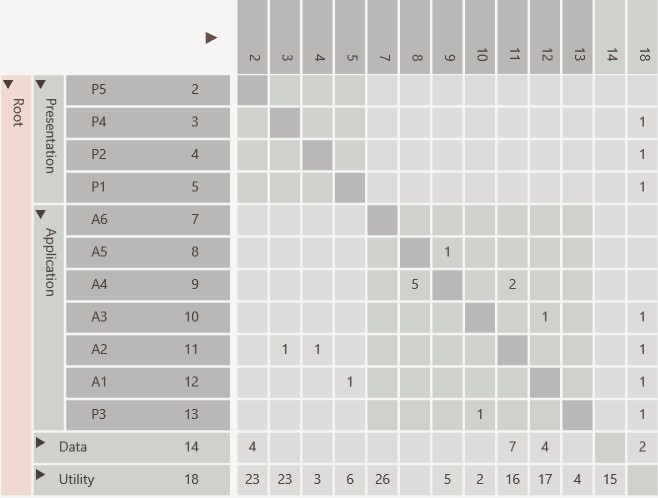 2 3 4 5 7 8 9 10 11 12 13 14 18
Root
Presentation
P5 2
P4 3 1
P2 4 1
P1 5 1
Application
A6 7
A5 8 1
A4 9 5 2
A3 10 1 1
A2 11 1 1 1
A1 12 1 1
P3 13 1 1
Data 14 4 7 4 2
Utility 18 23 23 3 6 26 5 2 16 17 4 15